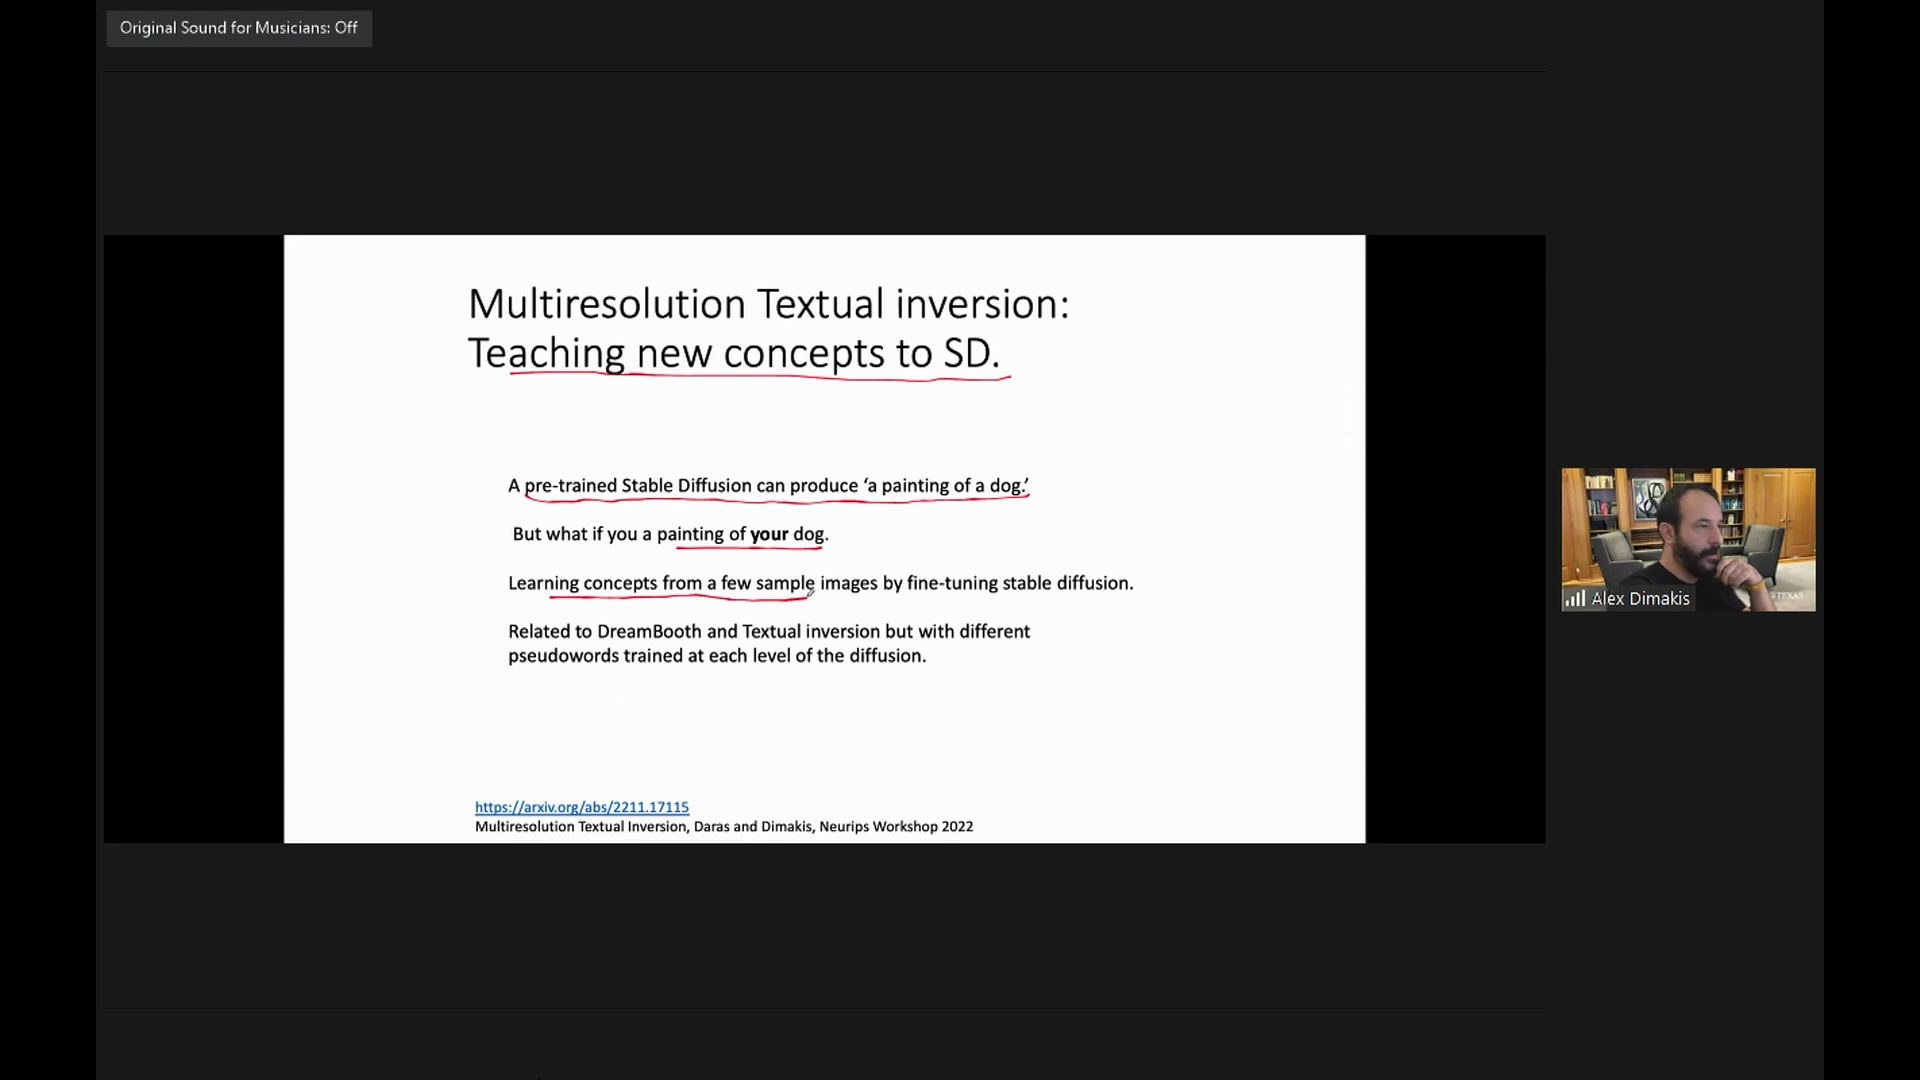 Original Sound for Musicians: Off
Multiresolution Textual inversion:
Teaching new concepts to SD.
A pre-trained Stable Diffusion can produce ‘a painting of a dog.’
But what if you a painting of your dog.
Learning concepts from a few sample images by fine-tuning stable diffusion.
Related to DreamBooth and Textual inversion but with different
pseudowords trained at each level of the diffusion.
https://arxiv.org/abs/2211.17115
Multiresolution Textual Inversion, Daras and Dimakis, Neurips Workshop 2022
Alex Dimakis
TEXAS